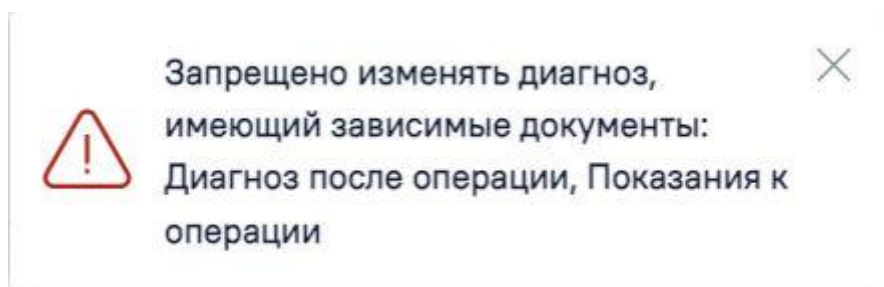 Запрещено изменять диагноз,
имеющий зависимые документы:
Диагноз после операции, Показания к
операции